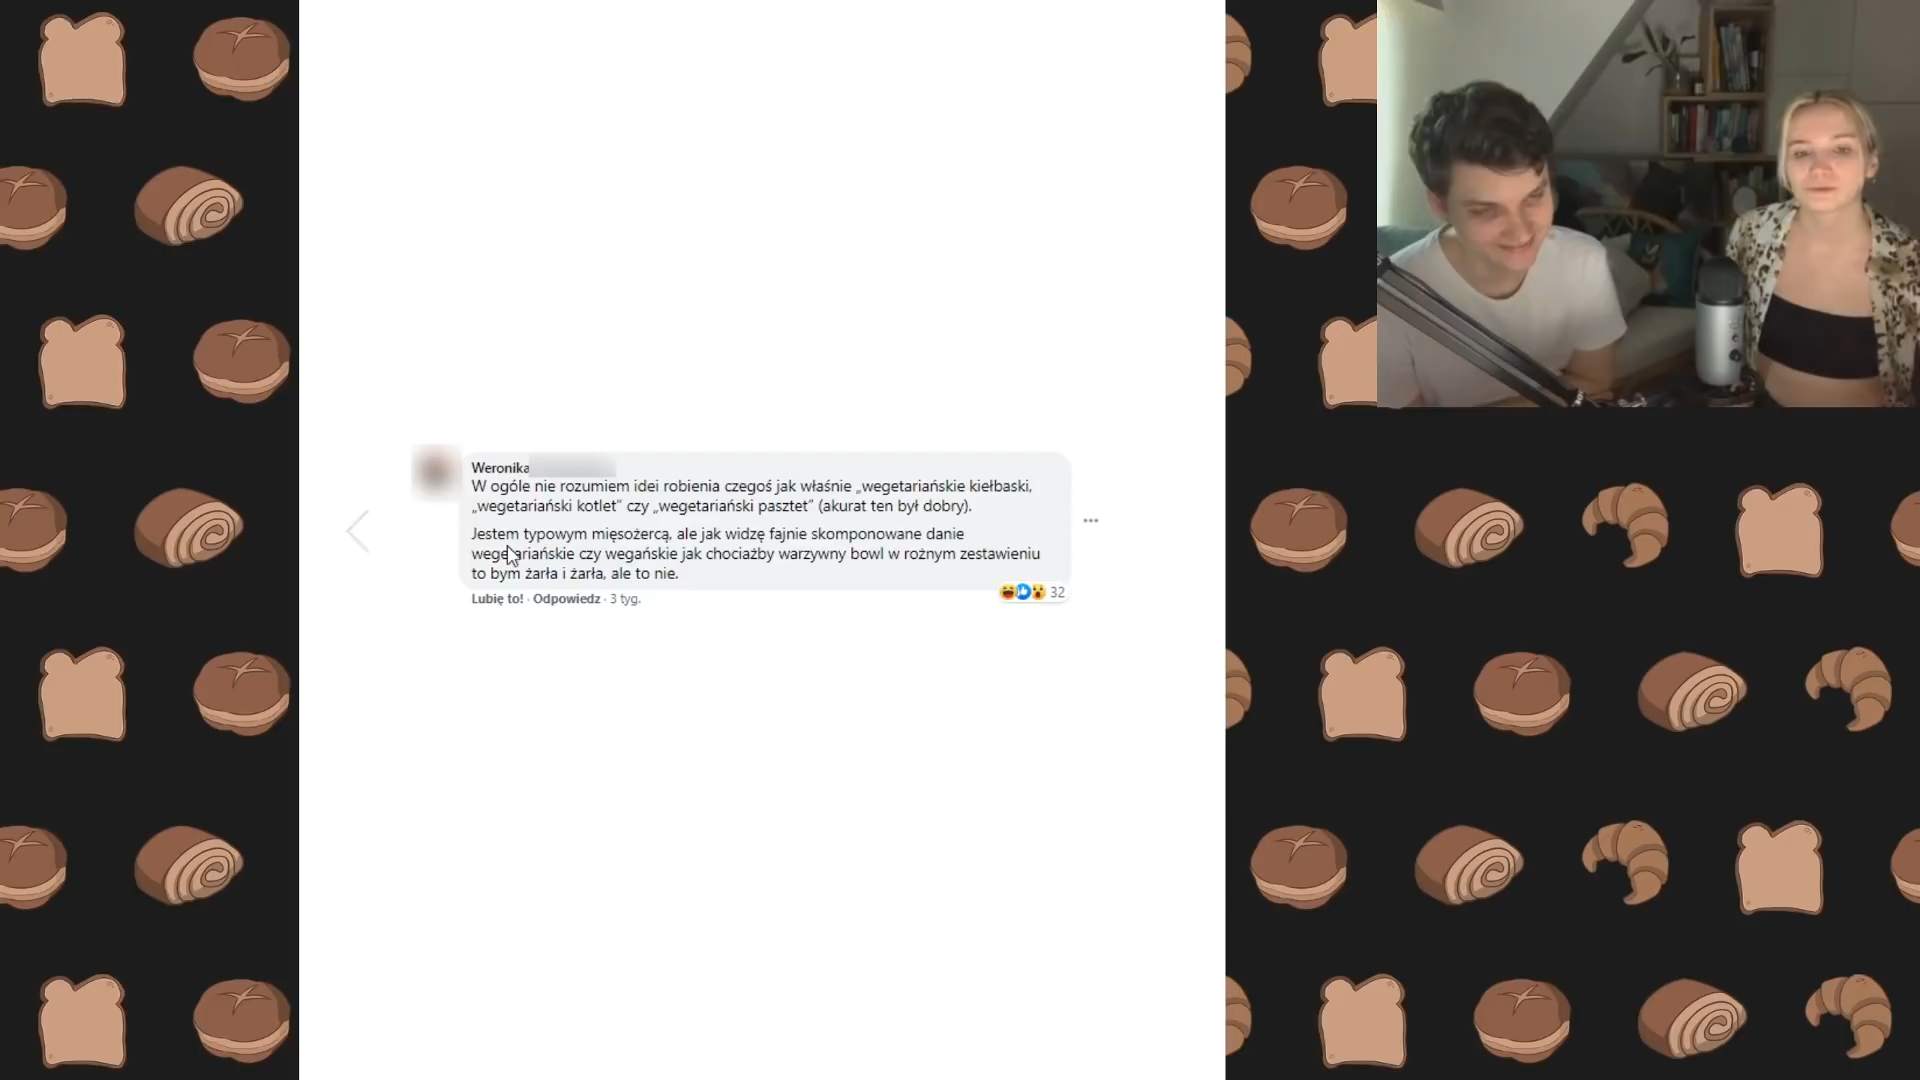 Weronika
W ogóle nie rozumiem idei robienia czegoś jak właśnie „wegetariańskie kiełbaski,
„wegetariański kotlet” czy „wegetariański pasztet” (akurat ten był dobry).
Jestem typowym mięsożercą, ale jak widzę fajnie skomponowane danie
wegetariańskie czy wegańskie jak chociażby warzywny bowl w rożnym zestawieniu
to bym żarła i żarła, ale to nie.
32
Lubię to! · Odpowiedz · 3 tyg.